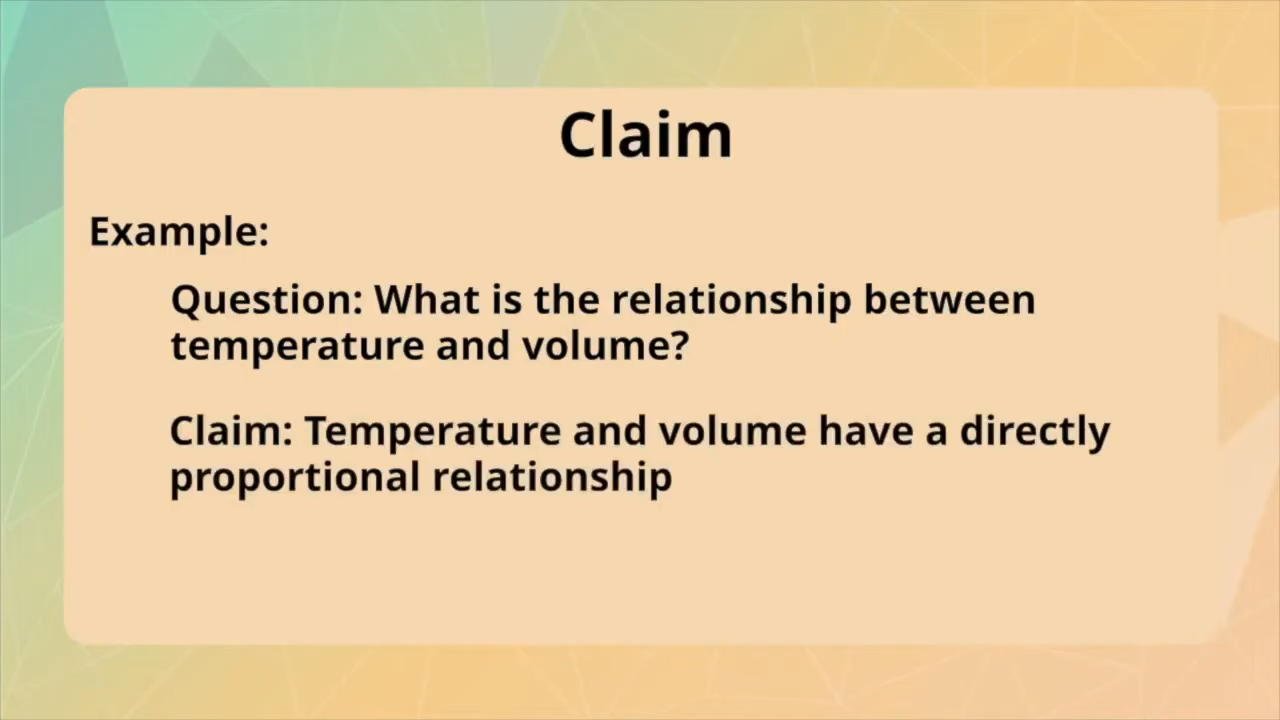 Claim
Example:
Question: What is the relationship between
temperature and volume?
Claim: Temperature and volume have a directly
proportional relationship